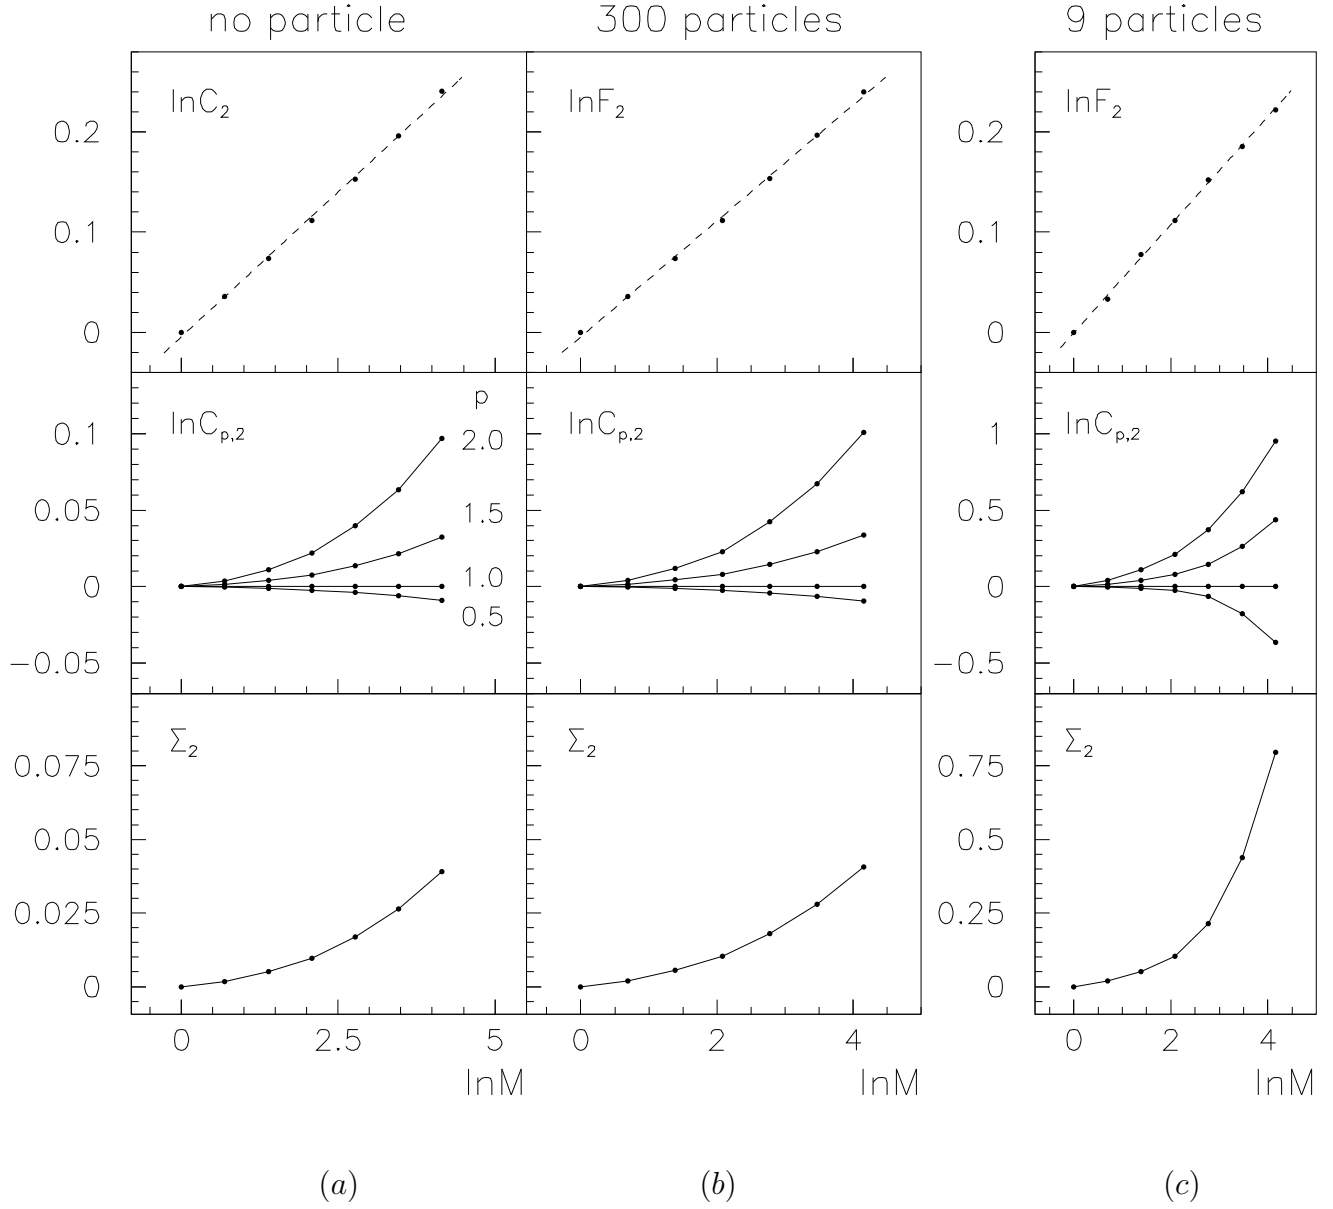 no particle 300 particles 9 particles
lnC2 lnF2 lnF2
0.2 0.2
0.1 0.1
0 0
lnCp,2 p lnCp,2 lnCp,2
0.1 2.0 1
0.05 1.5 0.5
0 1.0 0
0.5
−0.05 −0.5
Σ2 Σ2 Σ2
0.075 0.75
0.05 0.5
0.025 0.25
0 0
0 2.5 5 0 2 4 0 2 4
lnM lnM lnM
(a) (b) (c)